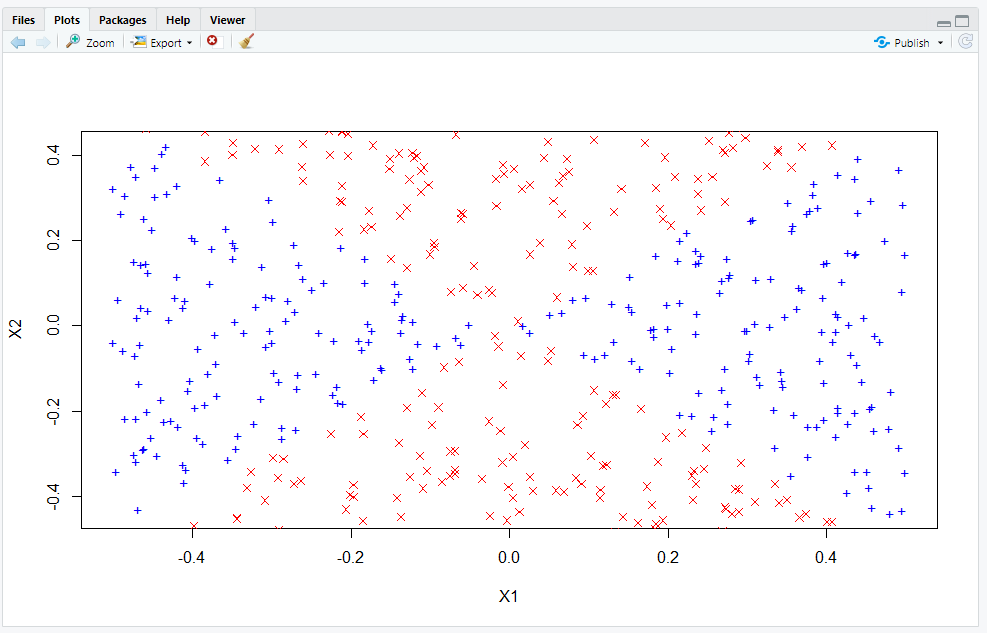 Files Plots Packages Help Viewer
Zoom Export Publish
0.4
0.2
0.0
-0.2
-0.4
X2
-0.4 -0.2 0.0 0.2 0.4
X1